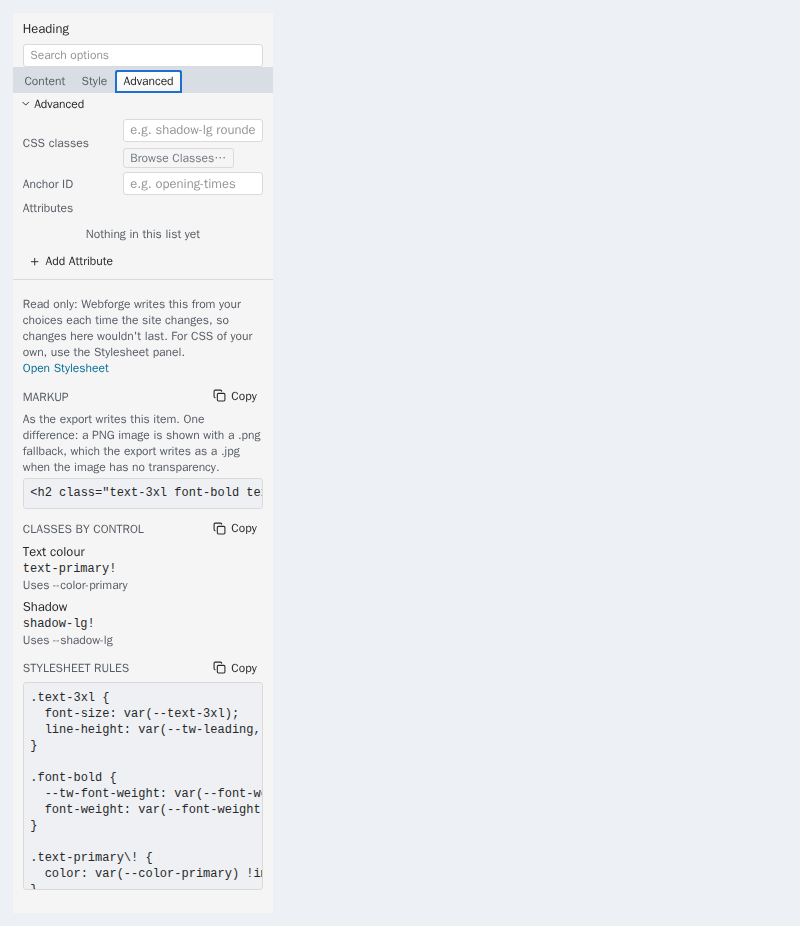 Heading
Search options
Content Style Advanced
Advanced
CSS classes
e.g. shadow-lg rounde
Browse Classes···
Anchor ID
e.g. opening-times
Attributes
Nothing in this list yet
+ Add Attribute
Read only: Webforge writes this from your
choices each time the site changes, so
changes here wouldn't last. For CSS of your
own, use the Stylesheet panel.
Open Stylesheet
MARKUP Copy
As the export writes this item. One
difference: a PNG image is shown with a .png
fallback, which the export writes as a .jpg
when the image has no transparency.
<h2 class="text-3xl font-bold te
CLASSES BY CONTROL Copy
Text colour
text-primary!
Uses --color-primary
Shadow
shadow-lg!
Uses --shadow-lg
STYLESHEET RULES Copy
.text-3xl {
  font-size: var(--text-3xl);
  line-height: var(--tw-leading,
}
.font-bold {
  --tw-font-weight: var(--font-w
  font-weight: var(--font-weight
}
.text-primary\! {
  color: var(--color-primary) !i
}